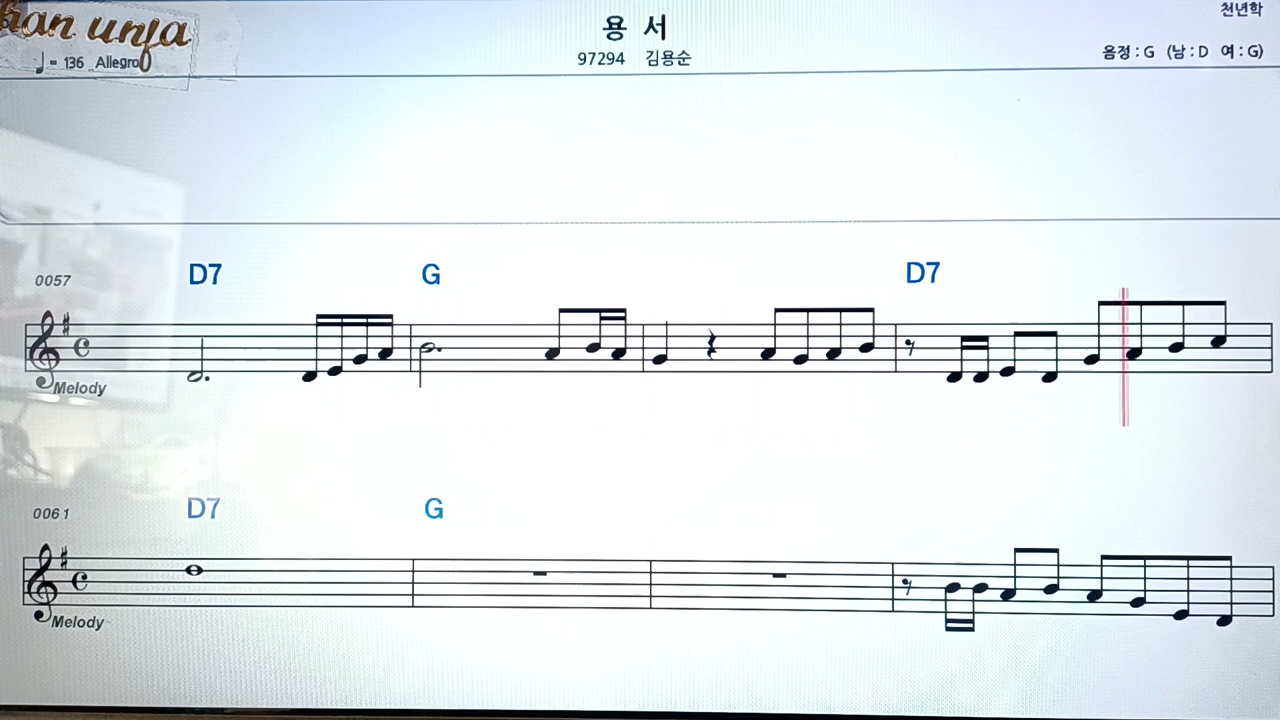 han unja
천년학
용 서
♩ = 136 Allegro
97294 김용순
음정 : G (남 : D 여 : G)
0057
D7 G D7
Melody
0061
D7 G
Melody